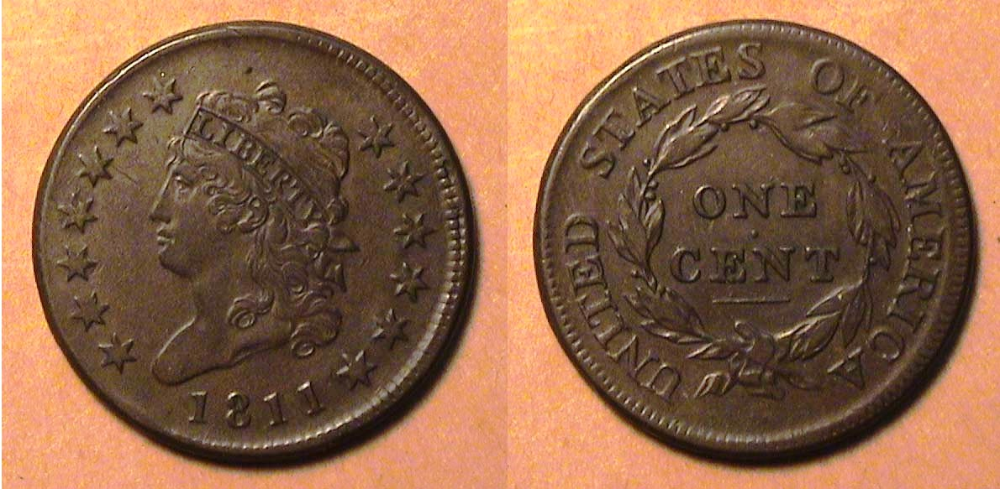 LIBERTY
1811
UNITED STATES OF AMERICA
ONE
CENT